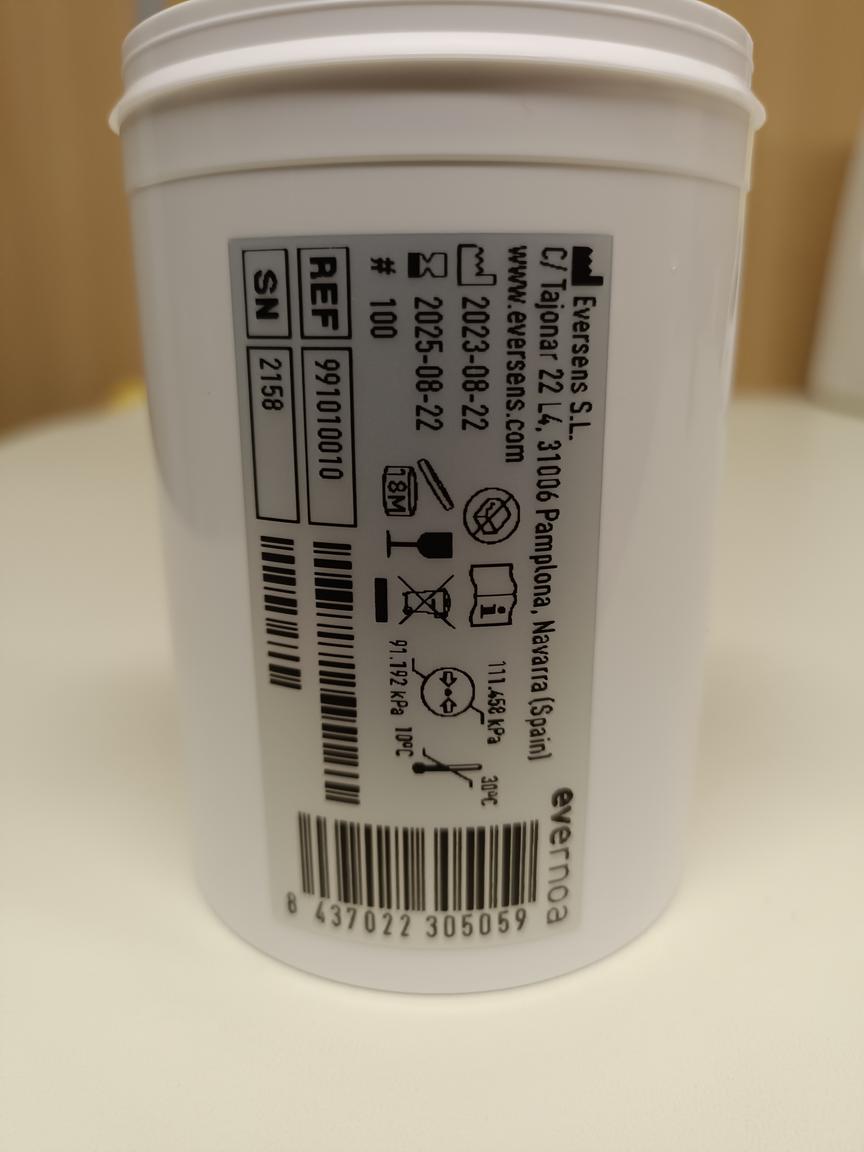 Eversens S.L.
C/ Tajonar 22 L4, 31006 Pamplona, Navarra (Spain)
www.eversens.com
2023-08-22
2025-08-22
# 100
REF 991010010
SN 2158
18M
111.458 kPa
91.192 kPa
30ºC
10ºC
evernoa
8 437022 305059